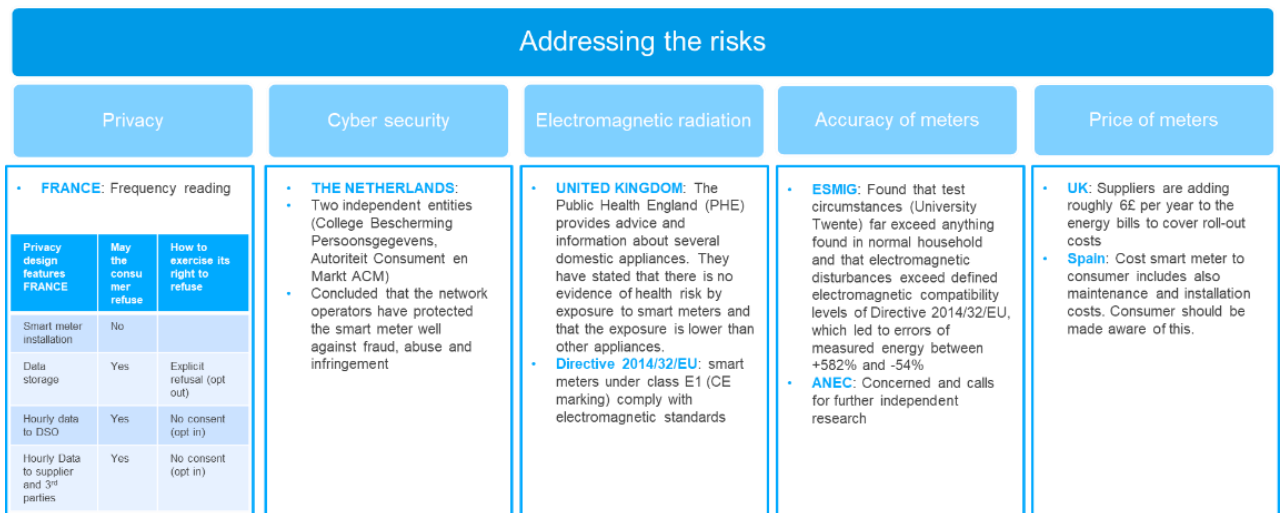 Addressing the risks
Privacy
Cyber security
Electromagnetic radiation
Accuracy of meters
Price of meters
• FRANCE: Frequency reading
Privacy design features FRANCE | May the consu mer refuse | How to exercise its right to refuse
Smart meter installation | No
Data storage | Yes | Explicit refusal (opt out)
Hourly data to DSO | Yes | No consent (opt in)
Hourly Data to supplier and 3rd parties | Yes | No consent (opt in)
• THE NETHERLANDS:
• Two independent entities
(College Bescherming
Persoonsgegevens,
Autoriteit Consument en
Markt ACM)
• Concluded that the network
operators have protected
the smart meter well
against fraud, abuse and
infringement
• UNITED KINGDOM: The
Public Health England (PHE)
provides advice and
information about several
domestic appliances. They
have stated that there is no
evidence of health risk by
exposure to smart meters and
that the exposure is lower than
other appliances.
• Directive 2014/32/EU: smart
meters under class E1 (CE
marking) comply with
electromagnetic standards
• ESMIG: Found that test
circumstances (University
Twente) far exceed anything
found in normal household
and that electromagnetic
disturbances exceed defined
electromagnetic compatibility
levels of Directive 2014/32/EU,
which led to errors of
measured energy between
+582% and -54%
• ANEC: Concerned and calls
for further independent
research
• UK: Suppliers are adding
roughly 6£ per year to the
energy bills to cover roll-out
costs
• Spain: Cost smart meter to
consumer includes also
maintenance and installation
costs. Consumer should be
made aware of this.